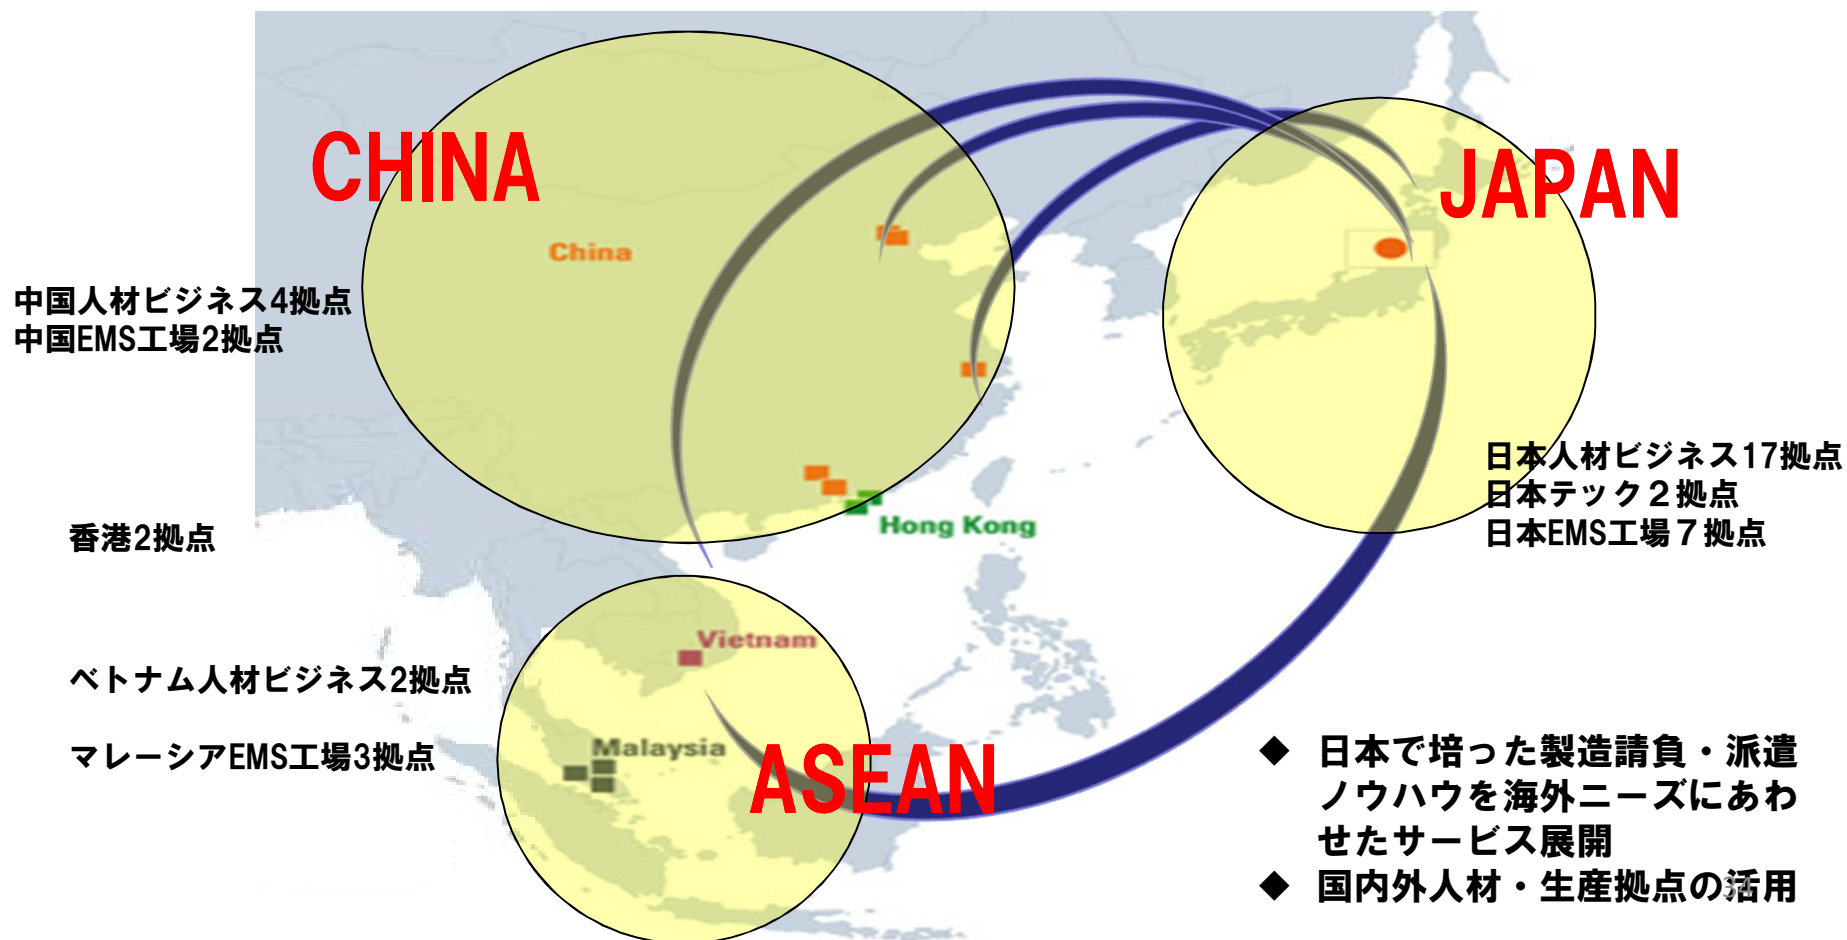 CHINA
JAPAN
China
中国人材ビジネス4拠点
中国EMS工場2拠点
日本人材ビジネス17拠点
日本テック２拠点
日本EMS工場７拠点
Hong Kong
香港2拠点
Vietnam
ベトナム人材ビジネス2拠点
Malaysia
マレーシアEMS工場3拠点
ASEAN
◆ 日本で培った製造請負・派遣
ノウハウを海外ニーズにあわ
せたサービス展開
◆ 国内外人材・生産拠点の活用
34